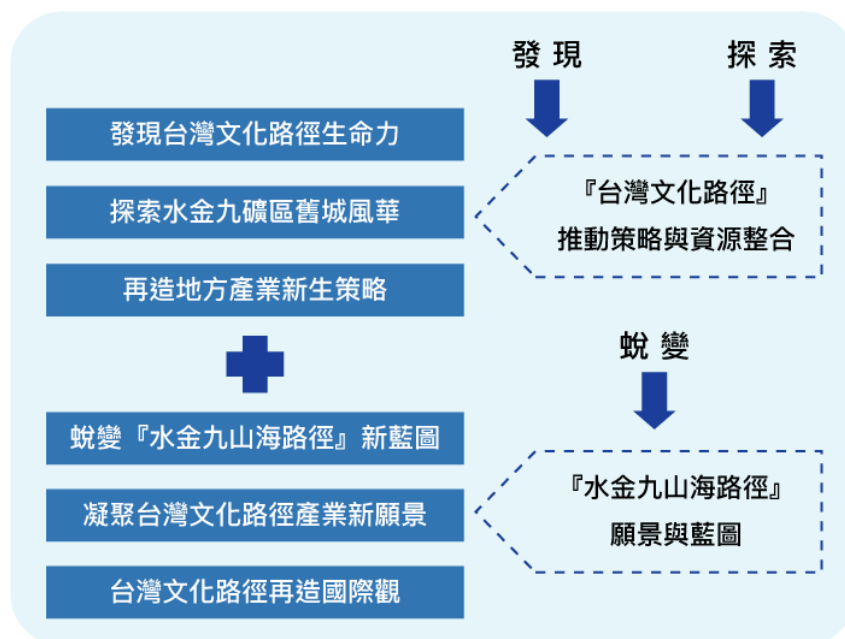 發現
探索
發現台灣文化路徑生命力
探索水金九礦區舊城風華
再造地方產業新生策略
『台灣文化路徑』
推動策略與資源整合
蛻變
蛻變『水金九山海路徑』新藍圖
凝聚台灣文化路徑產業新願景
台灣文化路徑再造國際觀
『水金九山海路徑』
願景與藍圖